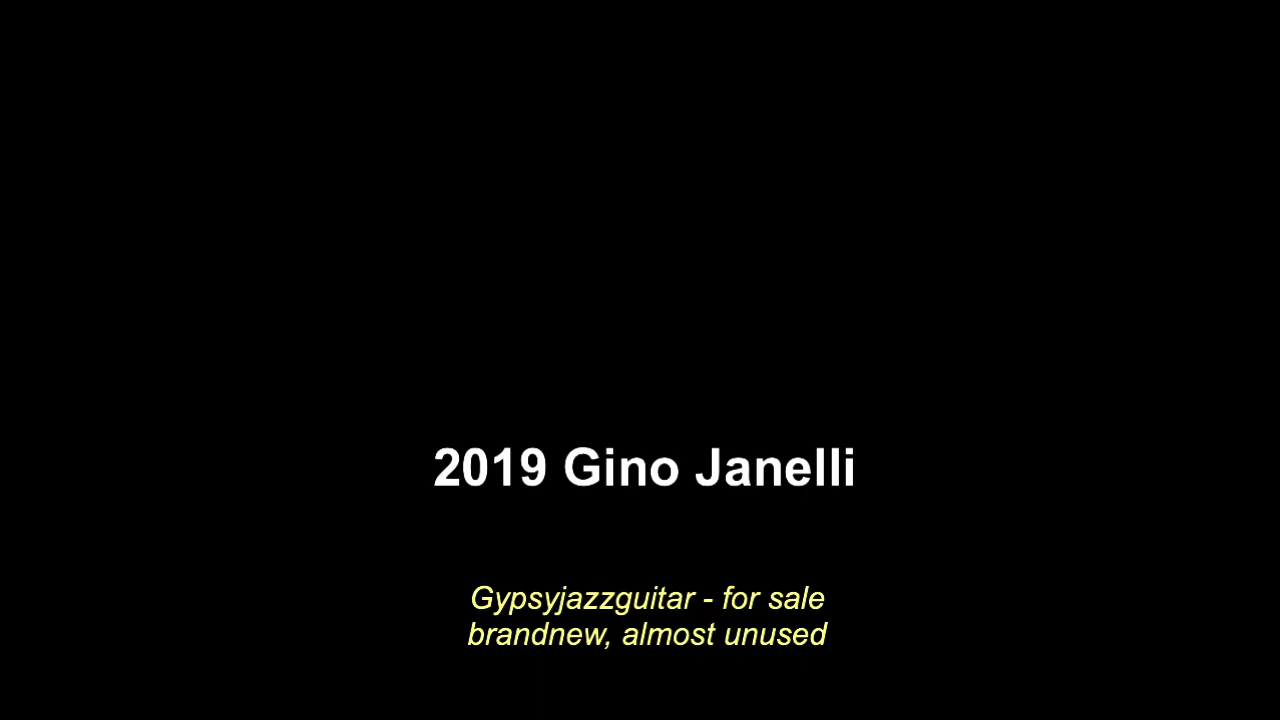 2019 Gino Janelli
Gypsyjazzguitar - for sale
brandnew, almost unused